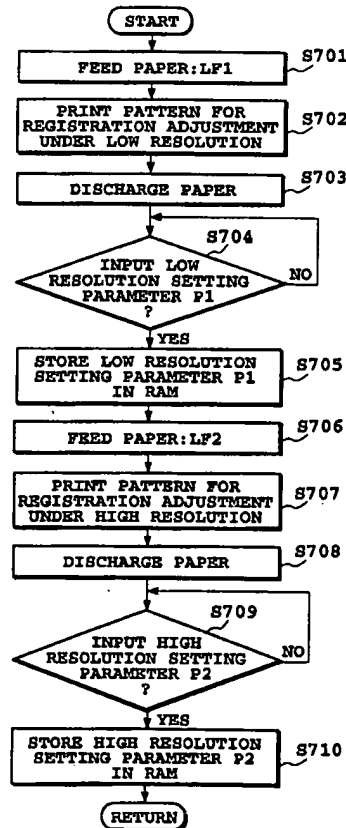 START
S701
FEED PAPER:LF1
S702
PRINT PATTERN FOR
REGISTRATION ADJUSTMENT
UNDER LOW RESOLUTION
S703
DISCHARGE PAPER
S704
INPUT LOW
RESOLUTION SETTING
PARAMETER P1
?
NO
YES
S705
STORE LOW RESOLUTION
SETTING PARAMETER P1
IN RAM
S706
FEED PAPER:LF2
S707
PRINT PATTERN FOR
REGISTRATION ADJUSTMENT
UNDER HIGH RESOLUTION
S708
DISCHARGE PAPER
S709
INPUT HIGH
RESOLUTION SETTING
PARAMETER P2
?
NO
YES
S710
STORE HIGH RESOLUTION
SETTING PARAMETER P2
IN RAM
RETURN